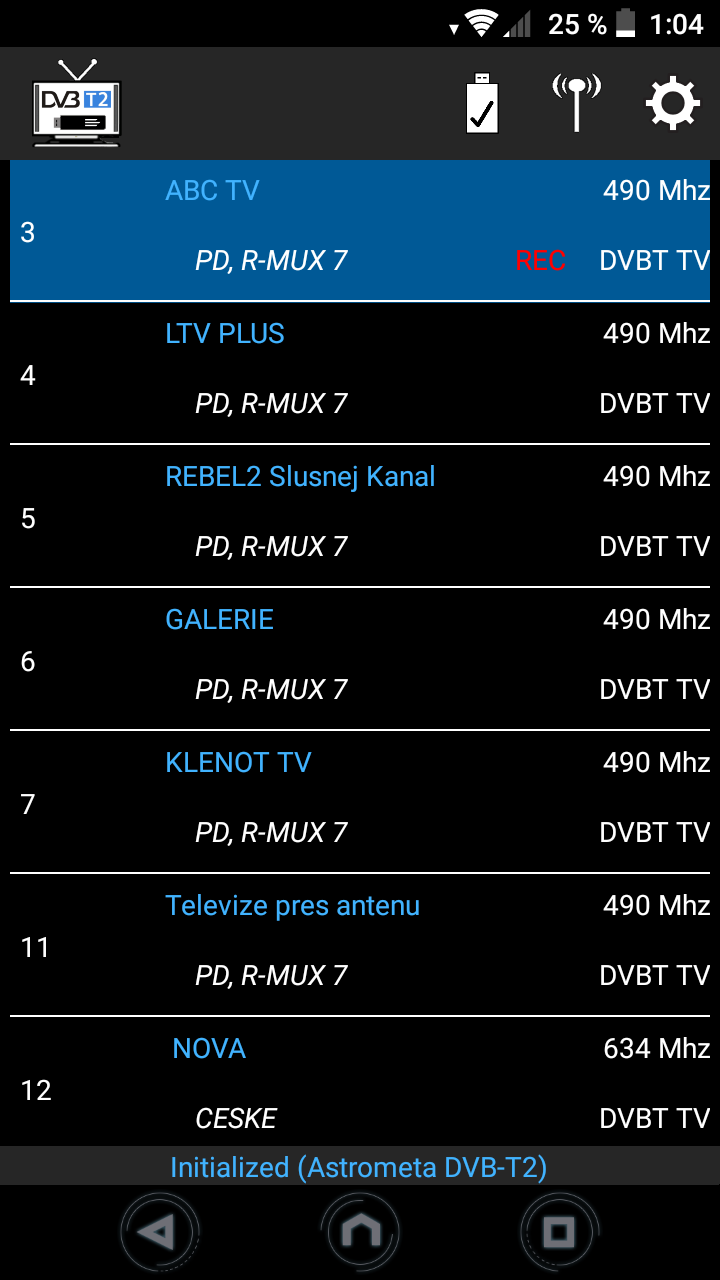 25 % 1:04
DVB T2
ABC TV 490 Mhz
3
PD, R-MUX 7 REC DVBT TV
LTV PLUS 490 Mhz
4
PD, R-MUX 7 DVBT TV
REBEL2 Slusnej Kanal 490 Mhz
5
PD, R-MUX 7 DVBT TV
GALERIE 490 Mhz
6
PD, R-MUX 7 DVBT TV
KLENOT TV 490 Mhz
7
PD, R-MUX 7 DVBT TV
Televize pres antenu 490 Mhz
11
PD, R-MUX 7 DVBT TV
NOVA 634 Mhz
12
CESKE DVBT TV
Initialized (Astrometa DVB-T2)